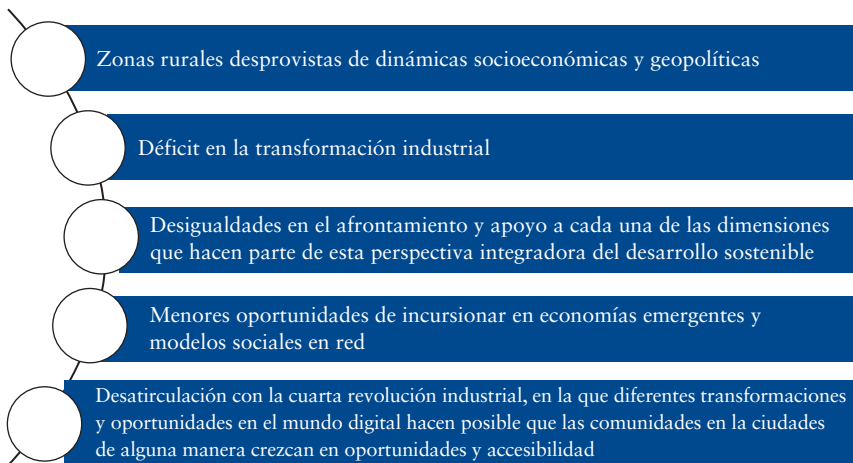 Zonas rurales desprovistas de dinámicas socioeconómicas y geopolíticas
Déficit en la transformación industrial
Desigualdades en el afrontamiento y apoyo a cada una de las dimensiones
que hacen parte de esta perspectiva integradora del desarrollo sostenible
Menores oportunidades de incursionar en economías emergentes y
modelos sociales en red
Desatirculación con la cuarta revolución industrial, en la que diferentes transformaciones
y oportunidades en el mundo digital hacen posible que las comunidades en la ciudades
de alguna manera crezcan en oportunidades y accesibilidad